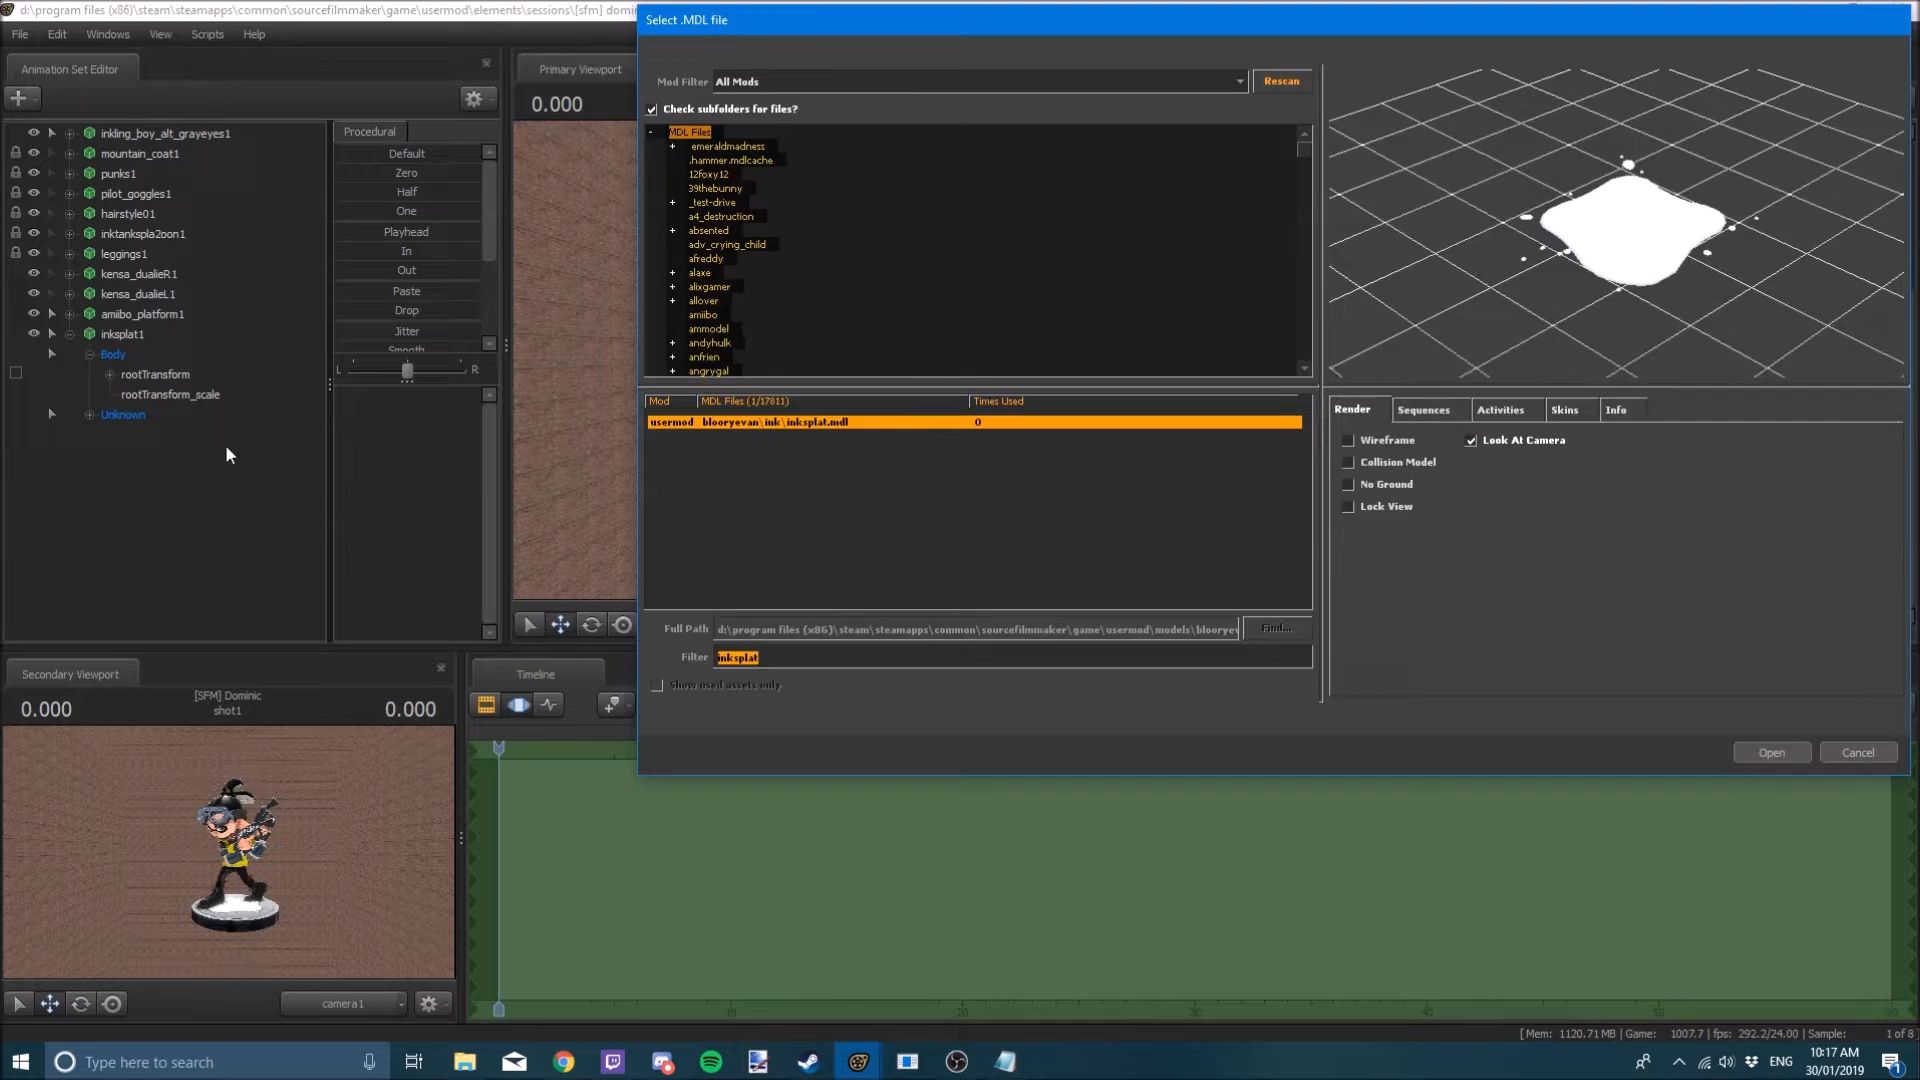 d:\program files (x86)\steam\steamapps\common\sourcefilmmaker\game\usermod\elements\sessions\[sfm]
File Edit Windows View Scripts Help
Animation Set Editor
inkling_boy_alt_grayeyes1
mountain_coat1
punks1
pilot_goggles1
hairstyle01
inktankspla2oon1
leggings1
kensa_dualieR1
kensa_dualieL1
amiibo_platform1
inksplat1
Body
rootTransform
rootTransform_scale
Unknown
Procedural
Default
Zero
Half
One
Playhead
In
Out
Paste
Drop
Jitter
Smooth
L R
Primary Viewport
0.000
Select .MDL file
Mod Filter All Mods Rescan
Check subfolders for files?
MDL Files
emeraldmadness
.hammer.mdlcache
12foxy12
39thebunny
_test-drive
a4_destruction
absented
adv_crying_child
afreddy
alaxe
alixgamer
allover
amiibo
ammodel
andyhulk
anfrien
angrygal
Mod MDL Files (1/17811) Times Used
usermod blooryevan\ink\inksplat.mdl 0
Full Path d:\program files (x86)\steam\steamapps\common\sourcefilmmaker\game\usermod\models\blooryev Find...
Filter inksplat
Show used assets only
Render Sequences Activities Skins Info
Wireframe Look At Camera
Collision Model
No Ground
Lock View
Open Cancel
Secondary Viewport
0.000 [SFM] Dominic 0.000
shot1
camera1
Timeline
10 20 30 40 50
[ Mem: 1120.71 MB | Game: 1007.7 | fps: 292.2/24.00 | Sample: 1 of 8
Type here to search
ENG
10:17 AM
30/01/2019
1